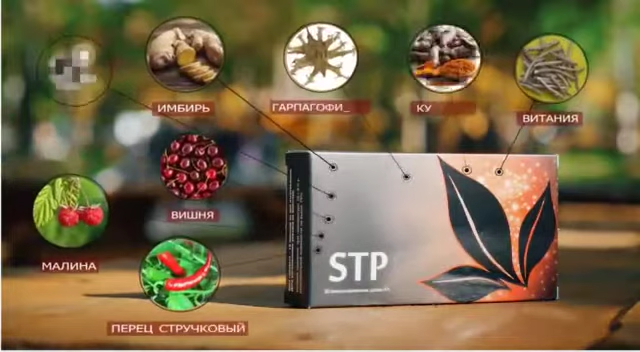 ИМБИРЬ
ГАРПАГОФИ_
КУ
ВИТАНИЯ
ВИШНЯ
МАЛИНА
ПЕРЕЦ СТРУЧКОВЫЙ
STP